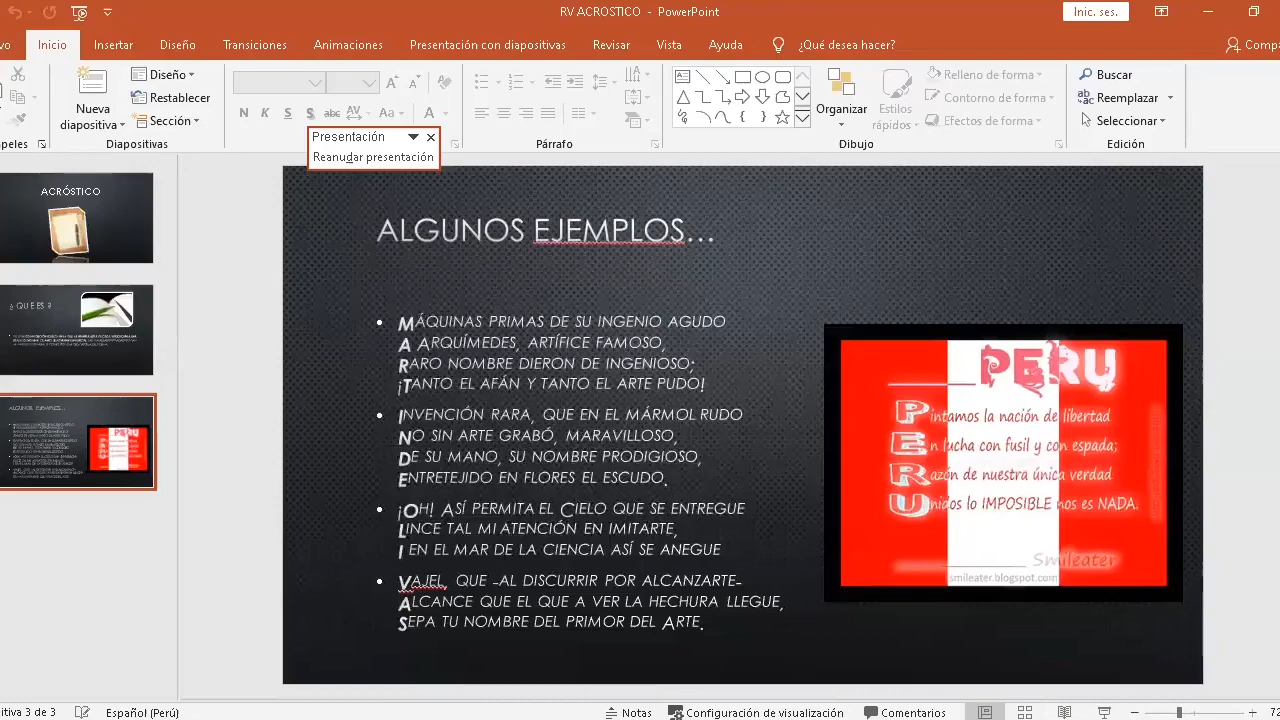 RV ACROSTICO - PowerPoint
Inic. ses.
Inicio Insertar Diseño Transiciones Animaciones Presentación con diapositivas Revisar Vista Ayuda ¿Qué desea hacer?
Nueva diapositiva
Diseño
Restablecer
Sección
Diapositivas
N K S S abc AV Aa A
Presentación
Reanudar presentación
Párrafo
Organizar
Estilos rápidos
Relleno de forma
Contorno de forma
Efectos de forma
Dibujo
Buscar
Reemplazar
Seleccionar
Edición
ACRÓSTICO
¿ QUE ES ?
ALGUNOS EJEMPLOS...
ALGUNOS EJEMPLOS...
• MÁQUINAS PRIMAS DE SU INGENIO AGUDO
A ARQUÍMEDES, ARTÍFICE FAMOSO,
RARO NOMBRE DIERON DE INGENIOSO;
¡TANTO EL AFÁN Y TANTO EL ARTE PUDO!
• INVENCIÓN RARA, QUE EN EL MÁRMOL RUDO
NO SIN ARTE GRABÓ, MARAVILLOSO,
DE SU MANO, SU NOMBRE PRODIGIOSO,
ENTRETEJIDO EN FLORES EL ESCUDO.
• ¡OH! ASÍ PERMITA EL CIELO QUE SE ENTREGUE
LINCE TAL MI ATENCIÓN EN IMITARTE,
I EN EL MAR DE LA CIENCIA ASÍ SE ANEGUE
• VAJEL, QUE -AL DISCURRIR POR ALCANZARTE-
ALCANCE QUE EL QUE A VER LA HECHURA LLEGUE,
SEPA TU NOMBRE DEL PRIMOR DEL ARTE.
PERU
Pintamos la nación de libertad
En lucha con fusil y con espada;
Razón de nuestra única verdad
Unidos lo IMPOSIBLE nos es NADA.
Smileater
smileater.blogspot.com
3 de 3 Español (Perú) Notas Configuración de visualización Comentarios